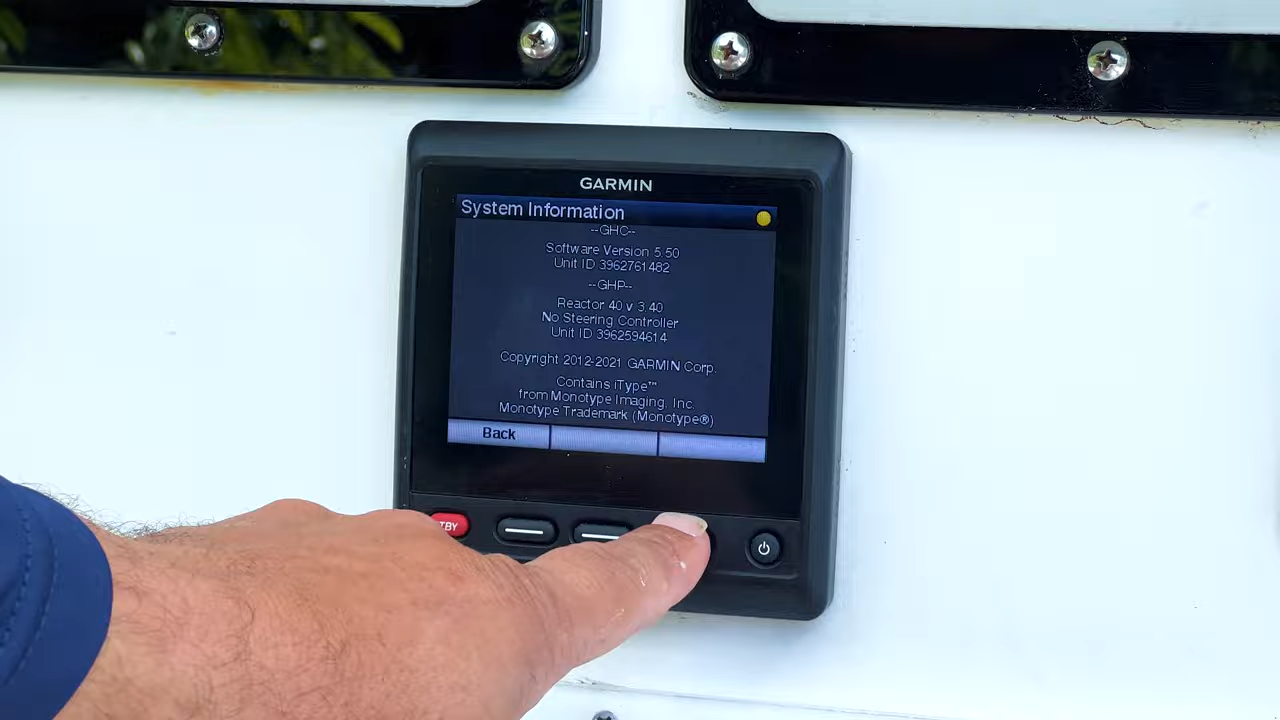 GARMIN
System Information
--GHC--
Software Version 5.50
Unit ID 3962761482
--GHP--
Reactor 40 v 3.40
No Steering Controller
Unit ID 3962594614
Copyright 2012-2021 GARMIN Corp.
Contains iType™
from Monotype Imaging, Inc.
Monotype Trademark (Monotype®)
Back
TBY